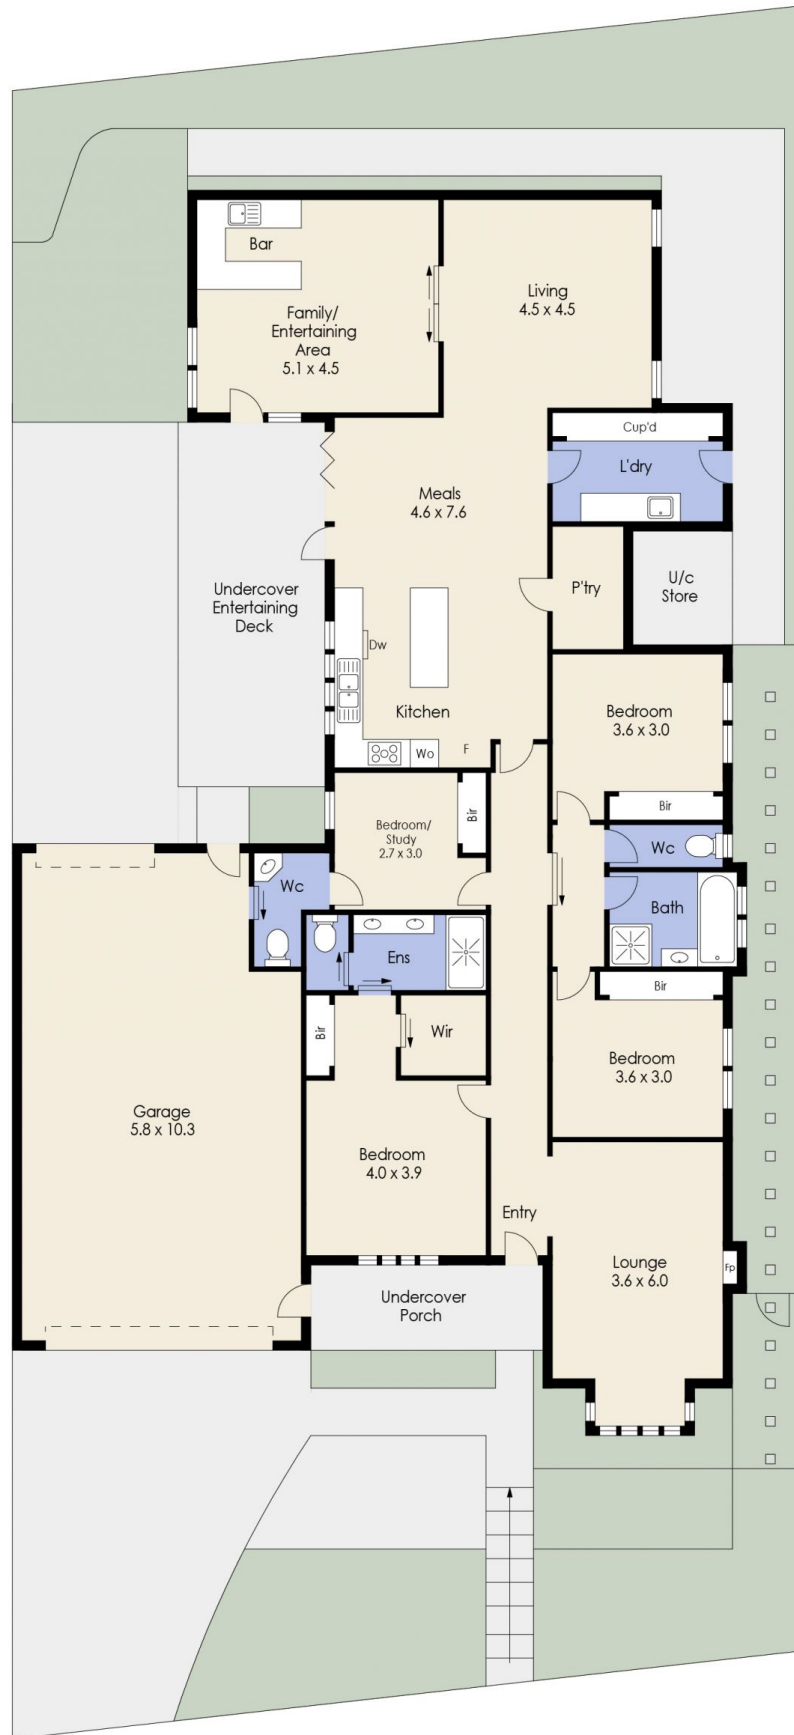 Bar
Family/
Entertaining
Area
5.1 x 4.5
Living
4.5 x 4.5
Cup'd
L'dry
Meals
4.6 x 7.6
P'try
U/c
Store
Undercover
Entertaining
Deck
Dw
Kitchen
Wo
F
Bedroom
3.6 x 3.0
Bir
Bedroom/
Study
2.7 x 3.0
Bir
Wc
Wc
Bath
Ens
Bir
Wir
Bir
Bedroom
3.6 x 3.0
Garage
5.8 x 10.3
Bedroom
4.0 x 3.9
Entry
Lounge
3.6 x 6.0
Fp
Undercover
Porch